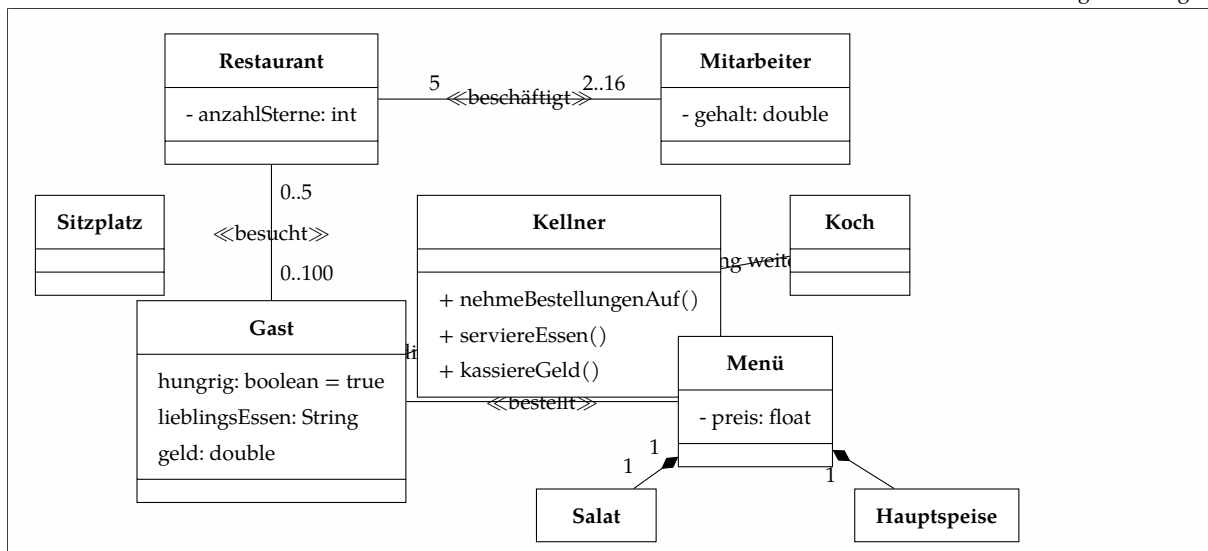 Restaurant
- anzahlSterne: int
5
≪beschäftigt≫
2..16
Mitarbeiter
- gehalt: double
0..5
≪besucht≫
0..100
Sitzplatz
Kellner
+ nehmeBestellungenAuf()
+ serviereEssen()
+ kassiereGeld()
Koch
Gast
hungrig: boolean = true
lieblingsEssen: String
geld: double
≪bestellt≫
Menü
- preis: float
1
1
1
Salat
Hauptspeise